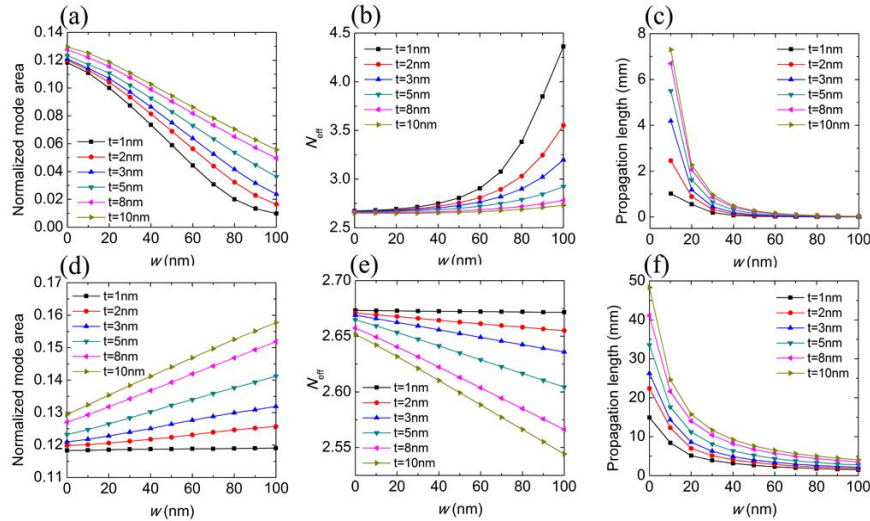 (a)
Normalized mode area
0.14
0.12
0.10
0.08
0.06
0.04
0.02
0.00
t=1nm
t=2nm
t=3nm
t=5nm
t=8nm
t=10nm
0 20 40 60 80 100
w (nm)
(b)
Neff
4.5
4.0
3.5
3.0
2.5
t=1nm
t=2nm
t=3nm
t=5nm
t=8nm
t=10nm
0 20 40 60 80 100
w (nm)
(c)
Propagation length (mm)
8
6
4
2
0
t=1nm
t=2nm
t=3nm
t=5nm
t=8nm
t=10nm
0 20 40 60 80 100
w (nm)
(d)
Normalized mode area
0.17
0.16
0.15
0.14
0.13
0.12
0.11
t=1nm
t=2nm
t=3nm
t=5nm
t=8nm
t=10nm
0 20 40 60 80 100
w (nm)
(e)
Neff
2.70
2.65
2.60
2.55
t=1nm
t=2nm
t=3nm
t=5nm
t=8nm
t=10nm
0 20 40 60 80 100
w (nm)
(f)
Propagation length (mm)
50
40
30
20
10
0
t=1nm
t=2nm
t=3nm
t=5nm
t=8nm
t=10nm
0 20 40 60 80 100
w (nm)